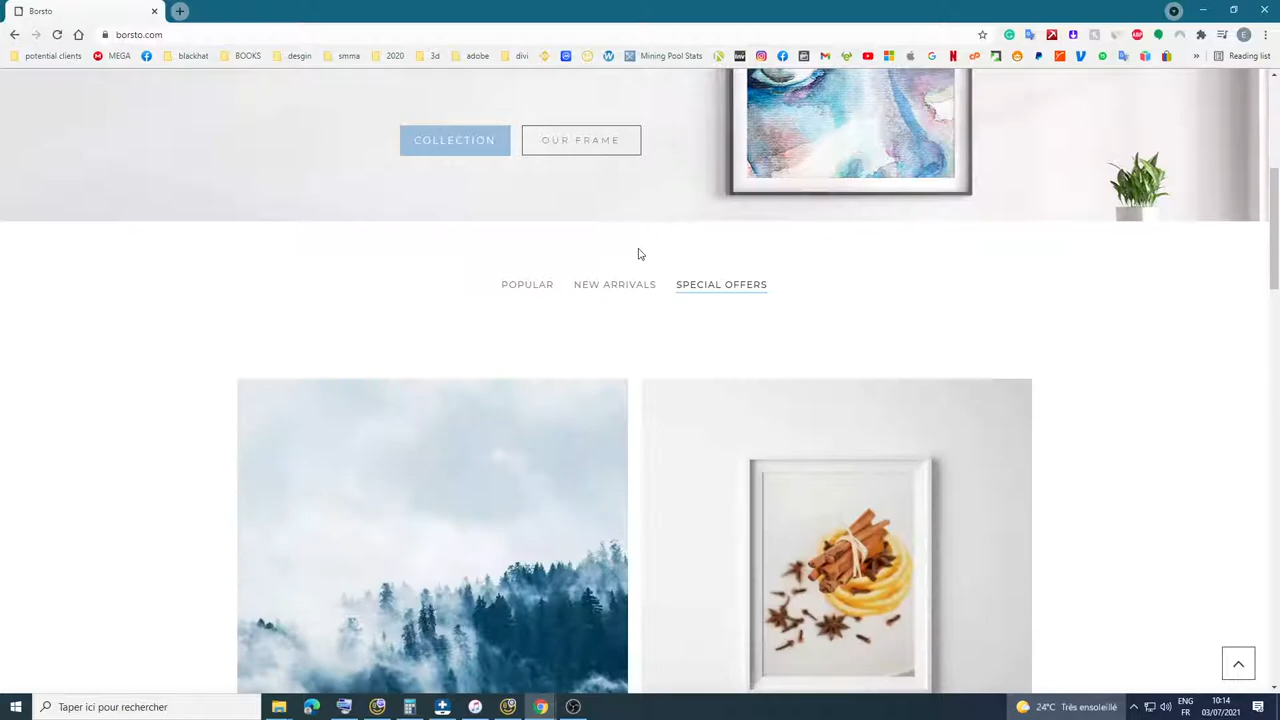 Borsto
borsto.com
E
potential clients
MEGA
blackhat
BOOKS
desgin
smma
2020
3d
adobe
divi
Mining Pool Stats
Reading list
COLLECTION
OUR FRAME
POPULAR
NEW ARRIVALS
SPECIAL OFFERS
Taper ici pour rechercher
24°C Très ensoleillé
ENG
FR
10:14
03/07/2021